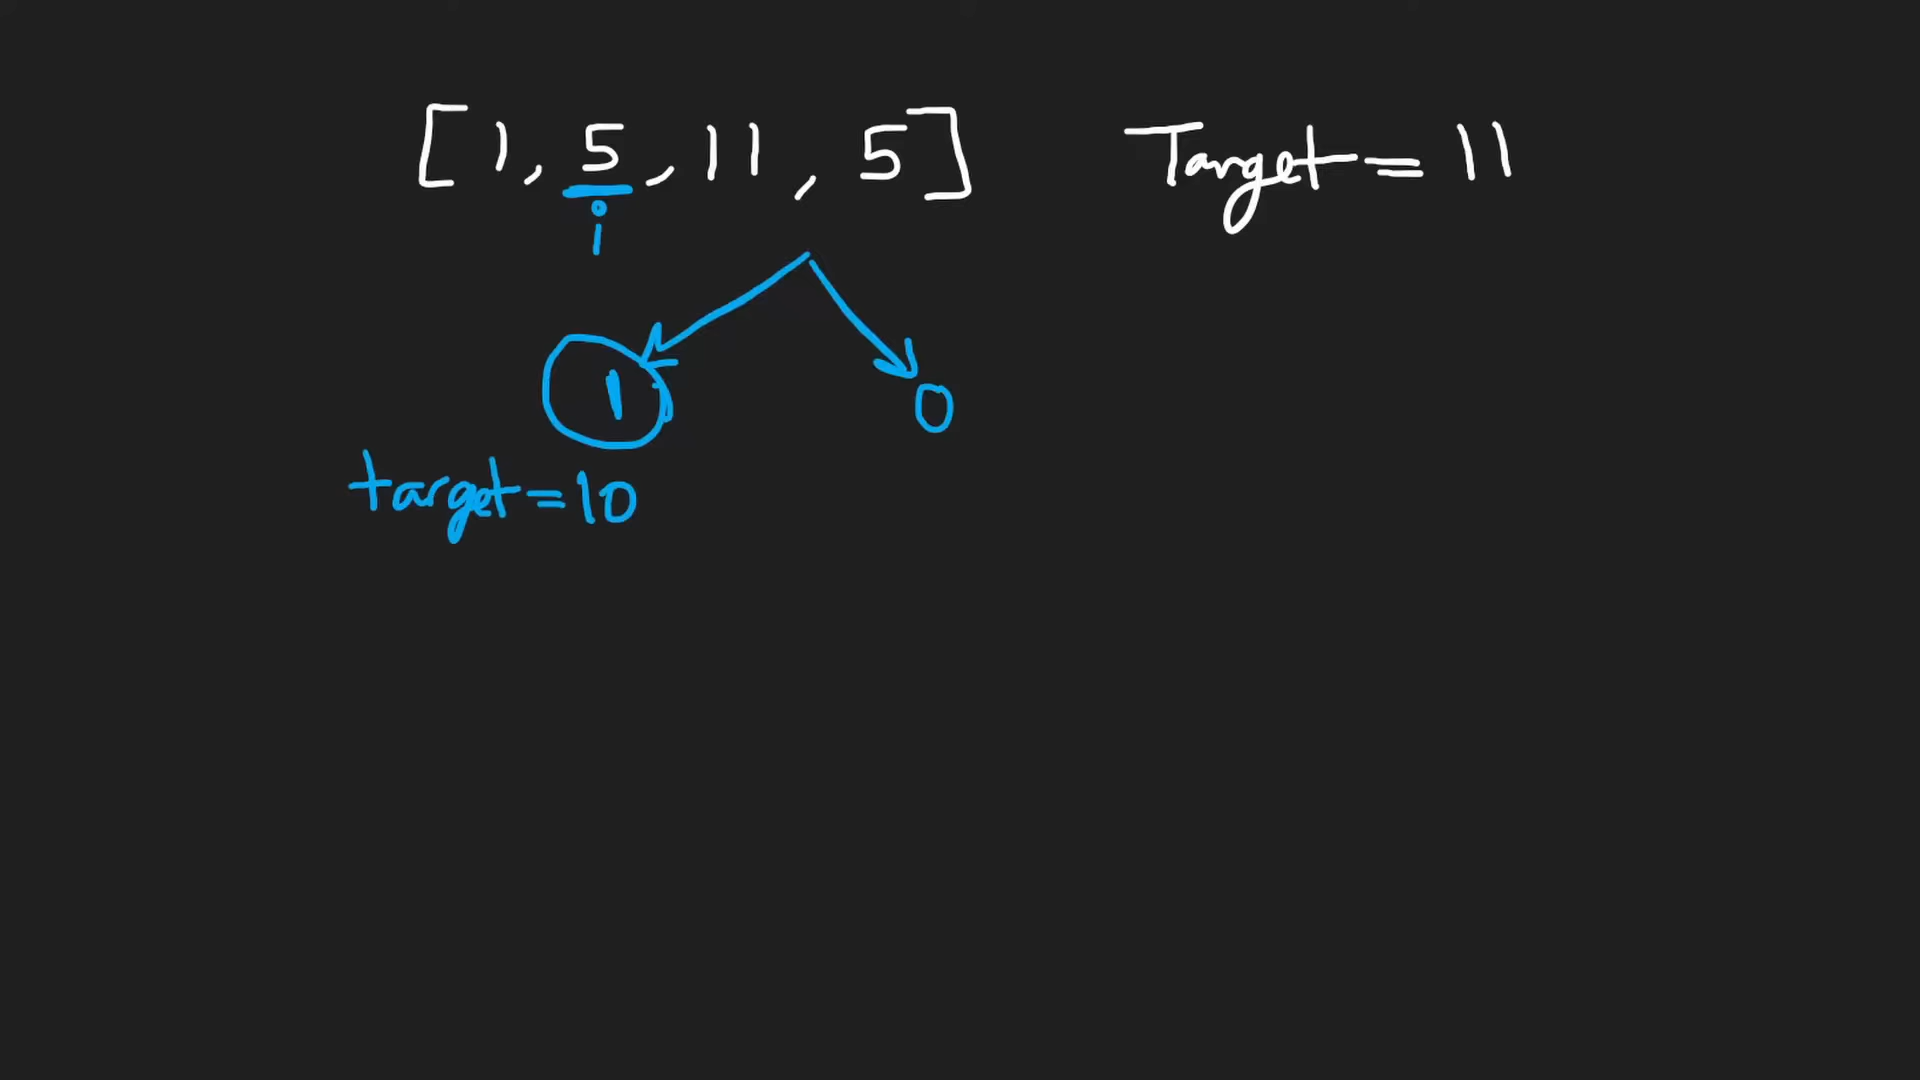 [1, 5, 11, 5] Target = 11
i
1 0
target = 10